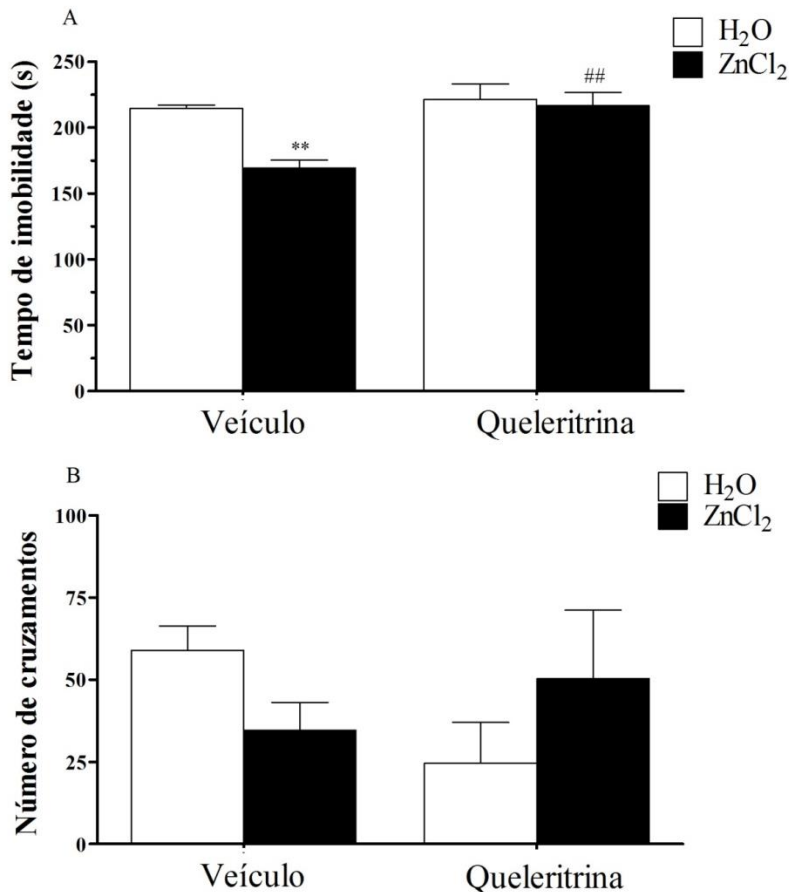 A
H₂O
ZnCl₂
Tempo de imobilidade (s)
250
200
150
100
50
0
**
##
Veículo
Queleritrina
B
H₂O
ZnCl₂
Número de cruzamentos
100
75
50
25
0
Veículo
Queleritrina